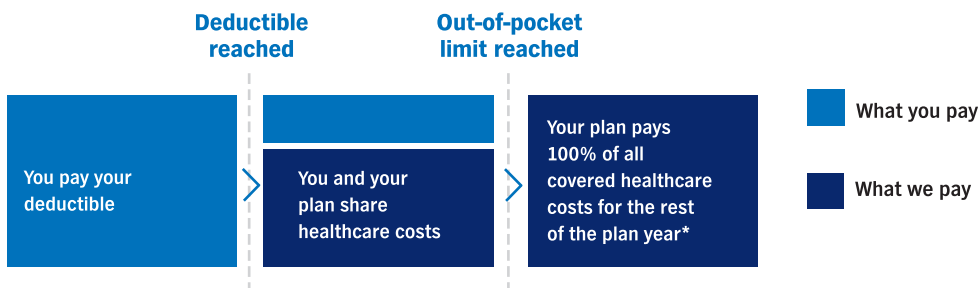 Deductible
reached
Out-of-pocket
limit reached
You pay your
deductible
You and your
plan share
healthcare costs
Your plan pays
100% of all
covered healthcare
costs for the rest
of the plan year*
What you pay
What we pay